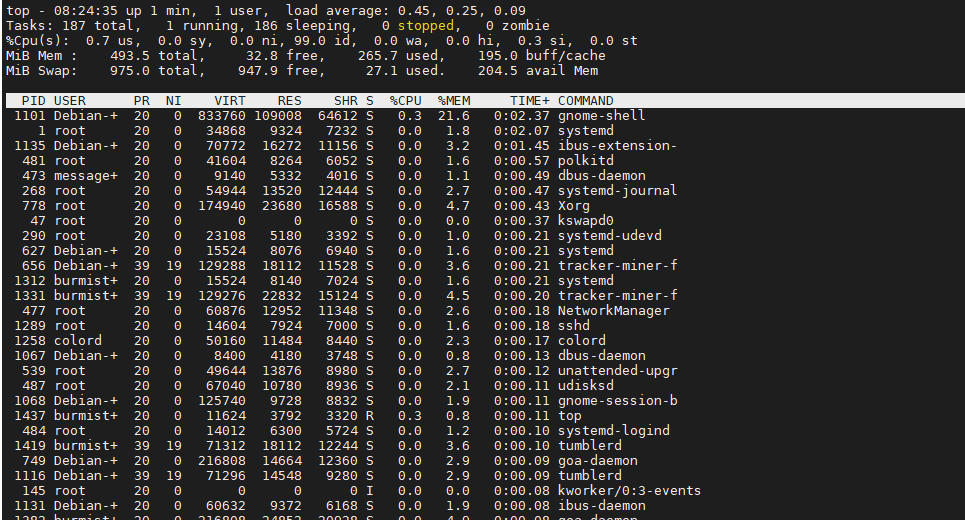 top - 08:24:35 up 1 min,  1 user,  load average: 0.45, 0.25, 0.09
Tasks: 187 total,   1 running, 186 sleeping,   0 stopped,   0 zombie
%Cpu(s):  0.7 us,  0.0 sy,  0.0 ni, 99.0 id,  0.0 wa,  0.0 hi,  0.3 si,  0.0 st
MiB Mem :    493.5 total,     32.8 free,    265.7 used,    195.0 buff/cache
MiB Swap:    975.0 total,    947.9 free,     27.1 used.    204.5 avail Mem
PID USER      PR  NI    VIRT    RES    SHR S  %CPU  %MEM     TIME+ COMMAND
1101 Debian-+  20   0  833760 109008  64612 S   0.3  21.6   0:02.37 gnome-shell
1 root      20   0   34868   9324   7232 S   0.0   1.8   0:02.07 systemd
1135 Debian-+  20   0   70772  16272  11156 S   0.0   3.2   0:01.45 ibus-extension-
481 root      20   0   41604   8264   6052 S   0.0   1.6   0:00.57 polkitd
473 message+  20   0    9140   5332   4016 S   0.0   1.1   0:00.49 dbus-daemon
268 root      20   0   54944  13520  12444 S   0.0   2.7   0:00.47 systemd-journal
778 root      20   0  174940  23680  16588 S   0.0   4.7   0:00.43 Xorg
47 root      20   0       0      0      0 S   0.0   0.0   0:00.37 kswapd0
290 root      20   0   23108   5180   3392 S   0.0   1.0   0:00.21 systemd-udevd
627 Debian-+  20   0   15524   8076   6940 S   0.0   1.6   0:00.21 systemd
656 Debian-+  39  19  129288  18112  11528 S   0.0   3.6   0:00.21 tracker-miner-f
1312 burmist+  20   0   15524   8140   7024 S   0.0   1.6   0:00.21 systemd
1331 burmist+  39  19  129276  22832  15124 S   0.0   4.5   0:00.20 tracker-miner-f
477 root      20   0   60876  12952  11348 S   0.0   2.6   0:00.18 NetworkManager
1289 root      20   0   14604   7924   7000 S   0.0   1.6   0:00.18 sshd
1258 colord    20   0   50160  11484   8440 S   0.0   2.3   0:00.17 colord
1067 Debian-+  20   0    8400   4180   3748 S   0.0   0.8   0:00.13 dbus-daemon
539 root      20   0   49644  13876   8980 S   0.0   2.7   0:00.12 unattended-upgr
487 root      20   0   67040  10780   8936 S   0.0   2.1   0:00.11 udisksd
1068 Debian-+  20   0  125740   9728   8832 S   0.0   1.9   0:00.11 gnome-session-b
1437 burmist+  20   0   11624   3792   3320 R   0.3   0.8   0:00.11 top
484 root      20   0   14012   6300   5724 S   0.0   1.2   0:00.10 systemd-logind
1419 burmist+  39  19   71312  18112  12244 S   0.0   3.6   0:00.10 tumblerd
749 Debian-+  20   0  216808  14664  12360 S   0.0   2.9   0:00.09 goa-daemon
1116 Debian-+  39  19   71296  14548   9280 S   0.0   2.9   0:00.09 tumblerd
145 root      20   0       0      0      0 I   0.0   0.0   0:00.08 kworker/0:3-events
1131 Debian-+  20   0   60632   9372   6168 S   0.0   1.9   0:00.08 ibus-daemon